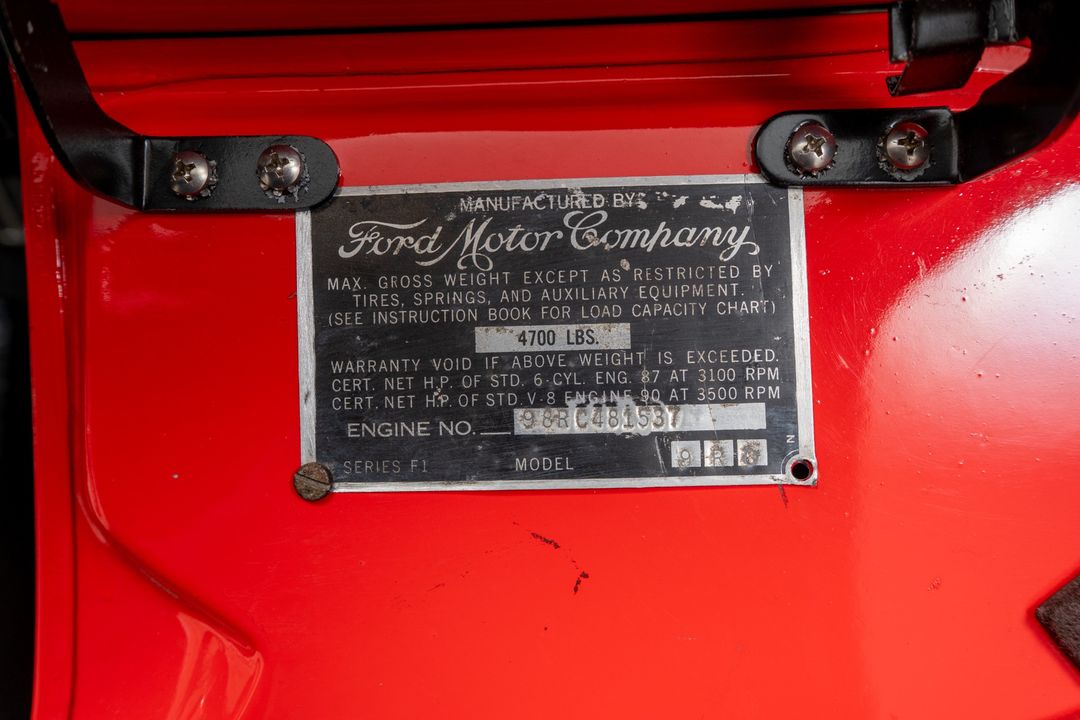 MANUFACTURED BY
Ford Motor Company
MAX. GROSS WEIGHT EXCEPT AS RESTRICTED BY
TIRES, SPRINGS, AND AUXILIARY EQUIPMENT.
(SEE INSTRUCTION BOOK FOR LOAD CAPACITY CHART)
4700 LBS.
WARRANTY VOID IF ABOVE WEIGHT IS EXCEEDED.
CERT. NET H.P. OF STD. 6-CYL. ENG. 87 AT 3100 RPM
CERT. NET H.P. OF STD. V-8 ENGINE 90 AT 3500 RPM
ENGINE NO. 98RC481537
SERIES F1 MODEL 9 R